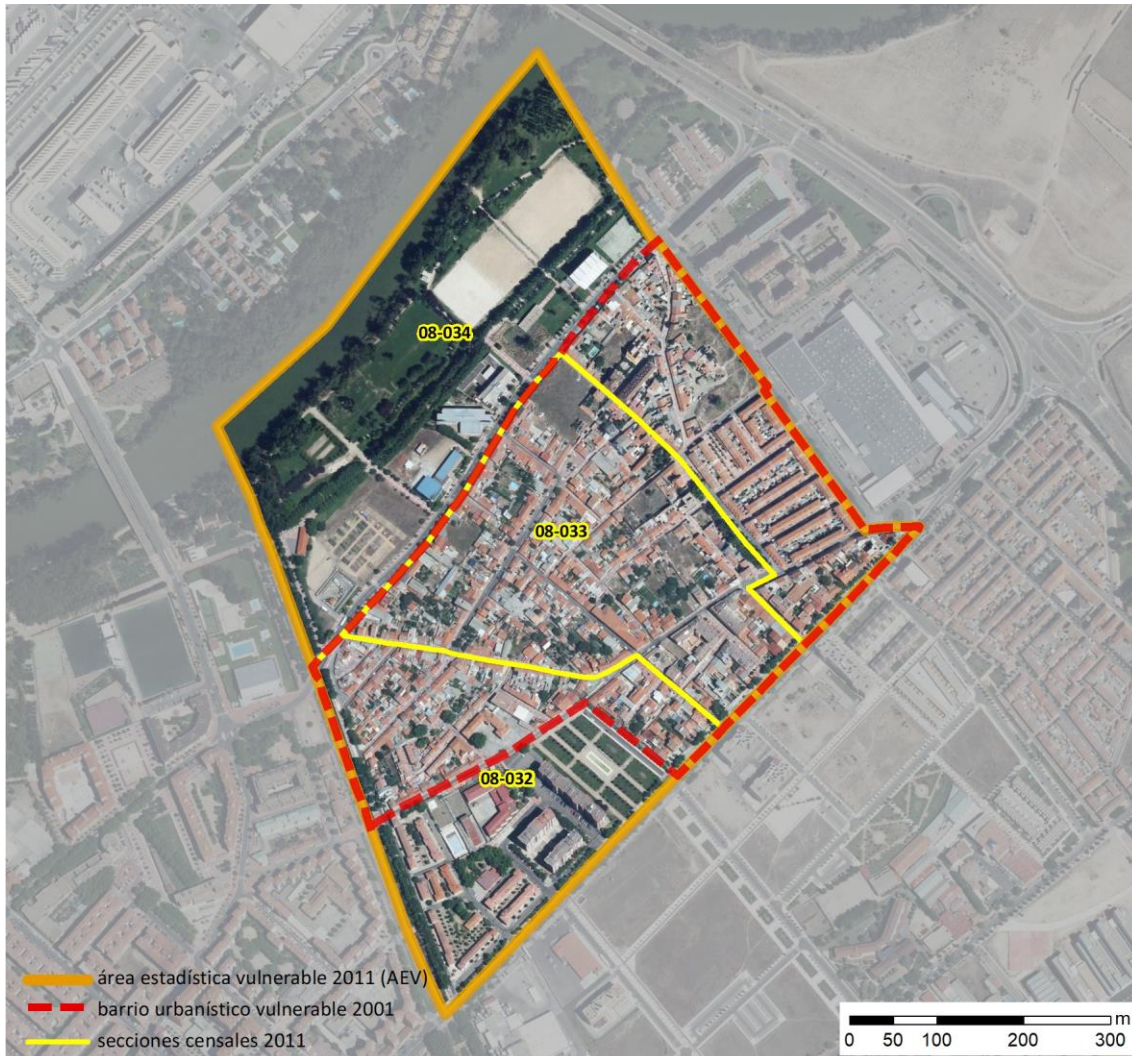 08-034
08-033
08-032
área estadística vulnerable 2011 (AEV)
barrio urbanístico vulnerable 2001
secciones censales 2011
m
0 50 100 200 300